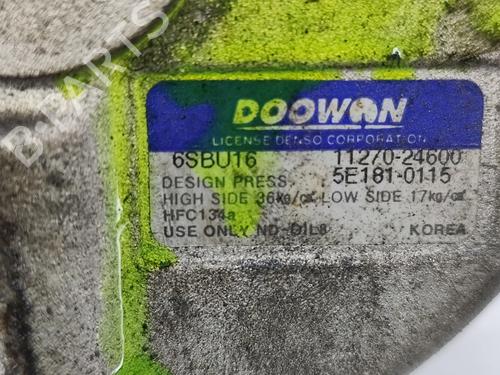 DOOWON
LICENSE DENSO CORPORATION
6SBU16 11270-24600
DESIGN PRESS. 5E181-0115
HIGH SIDE 36kg/c㎡ LOW SIDE 17kg/c㎡
HFC134a
USE ONLY ND-OIL8 KOREA
B-PARTS